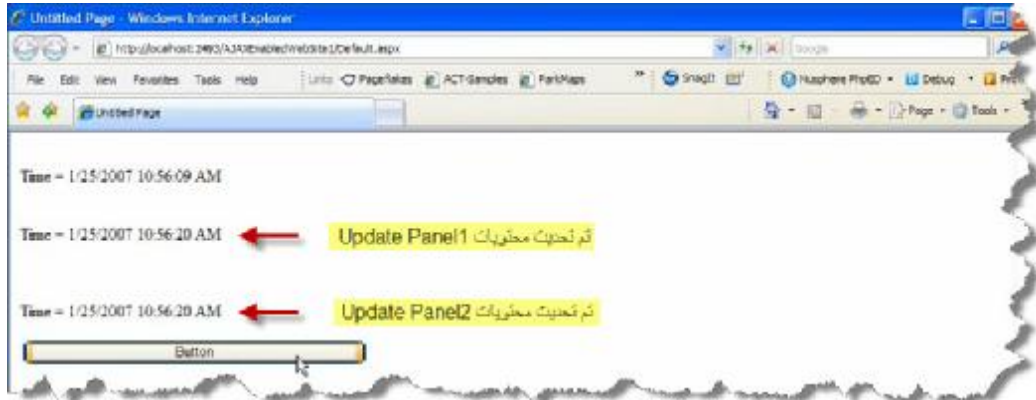 Untitled Page - Windows Internet Explorer
http://localhost:2493/AJAXEnabledWebSite1/Default.aspx
Google
File Edit View Favorites Tools Help
Links Pageflakes ACT-Samples ParkMaps » SnagIt Nusphere PhpED Debug
Untitled Page
Page Tools
Time = 1/25/2007 10:56:09 AM
Time = 1/25/2007 10:56:20 AM
تم تحديث محتويات Update Panel1
Time = 1/25/2007 10:56:20 AM
تم تحديث محتويات Update Panel2
Button